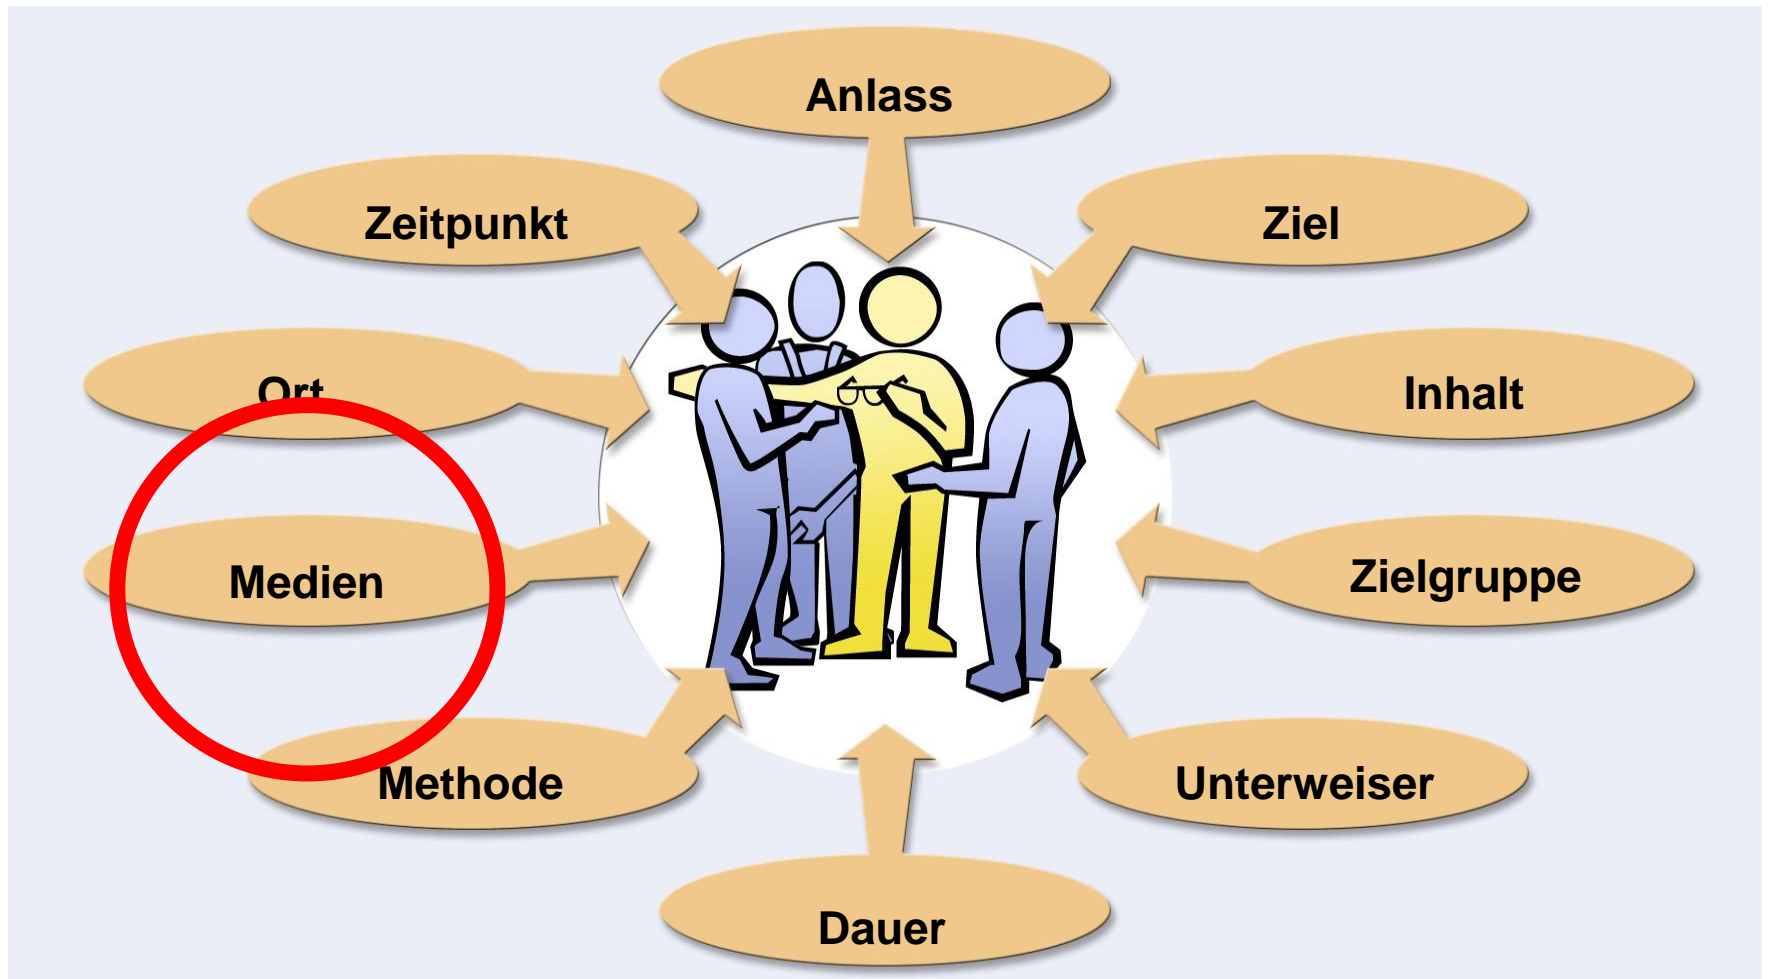 Anlass
Zeitpunkt
Ziel
Ort
Inhalt
Medien
Zielgruppe
Methode
Unterweiser
Dauer